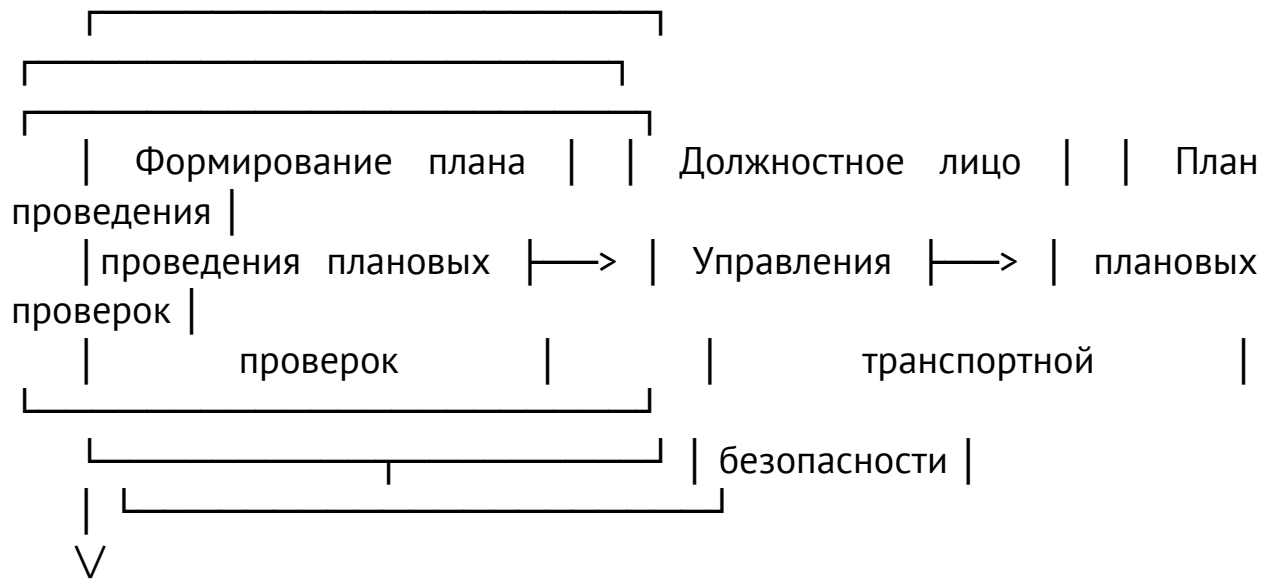 Формирование плана | | Должностное лицо | | План
проведения |
|проведения плановых ├──> | Управления ├──> | плановых
проверок |
| проверок | | транспортной |
| безопасности |